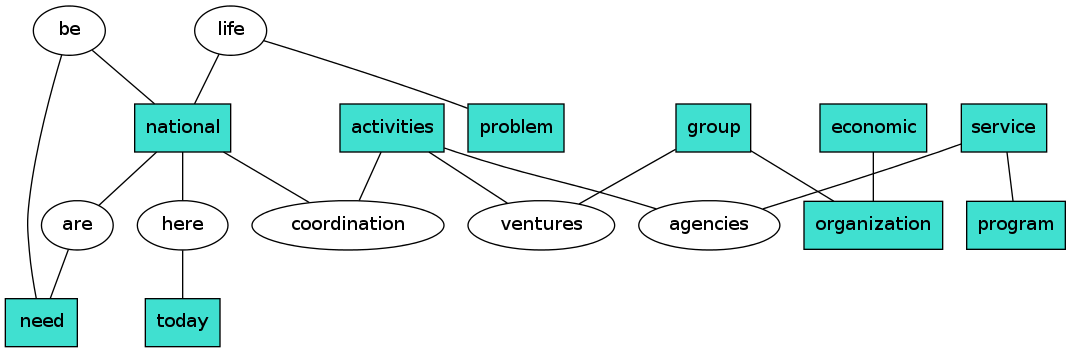 be
life
national
activities
problem
group
economic
service
are
here
coordination
ventures
agencies
organization
program
need
today